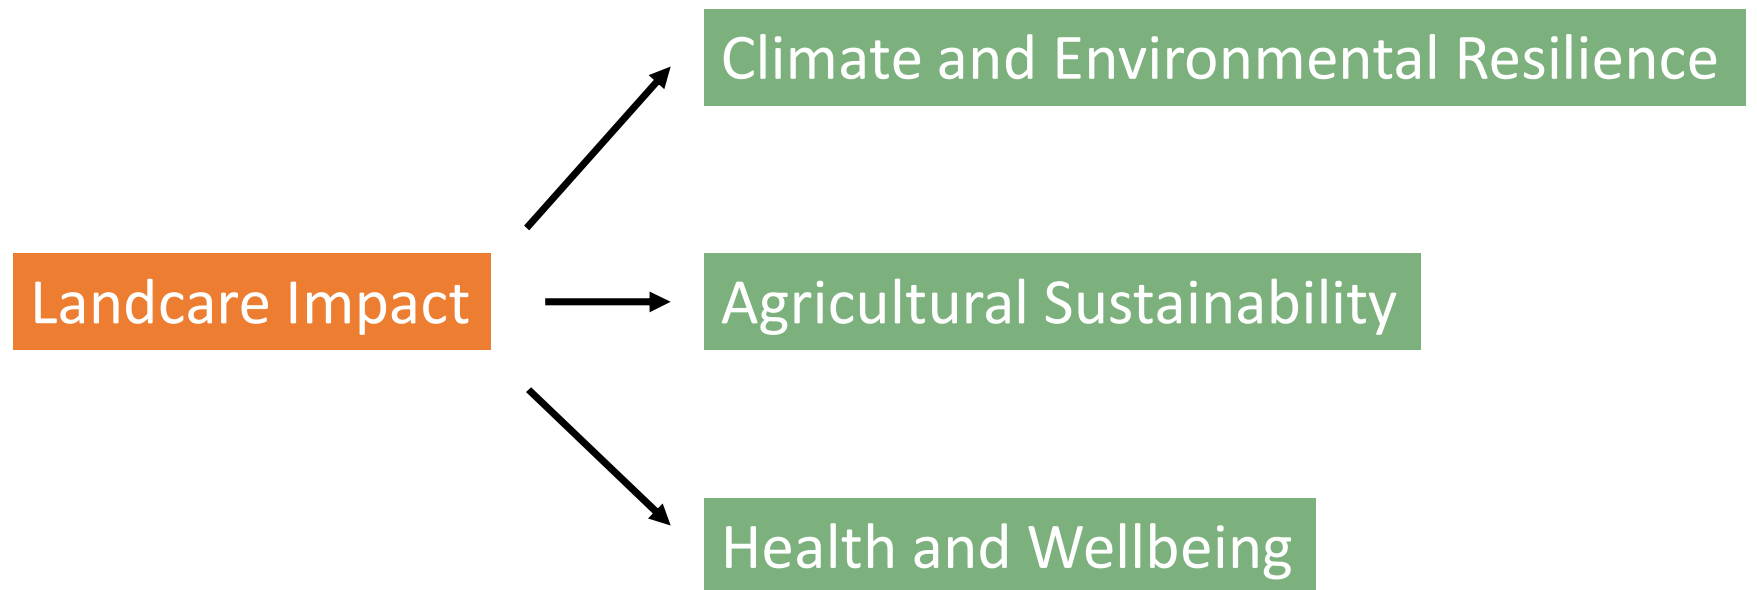 Climate and Environmental Resilience
Landcare Impact
Agricultural Sustainability
Health and Wellbeing